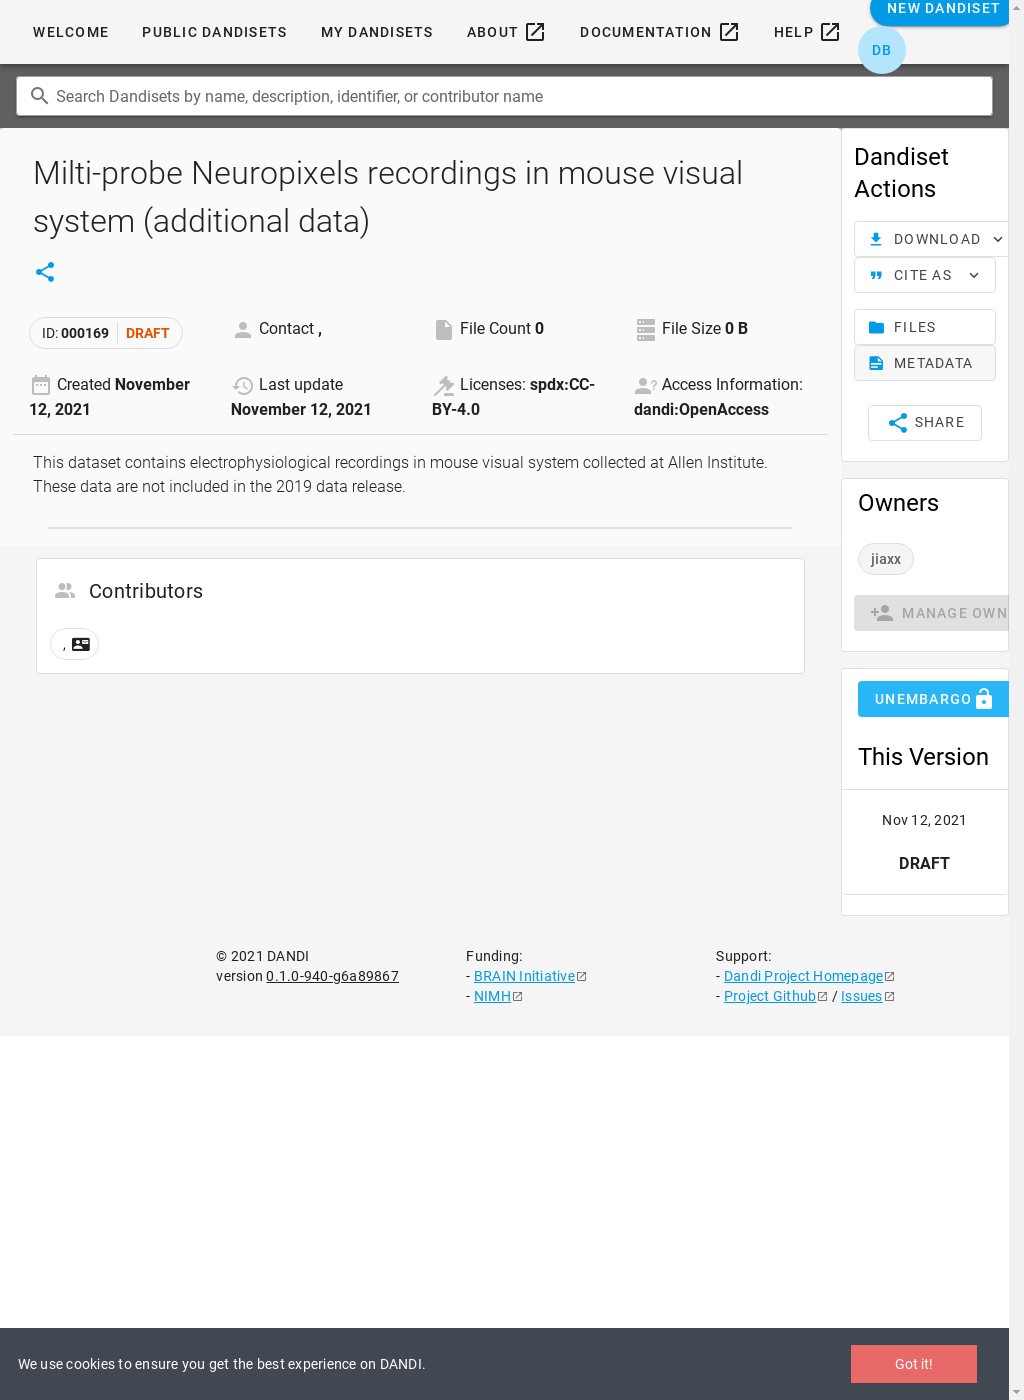 WELCOME
PUBLIC DANDISETS
MY DANDISETS
ABOUT
DOCUMENTATION
HELP
NEW DANDISET
DB
Search Dandisets by name, description, identifier, or contributor name
Milti-probe Neuropixels recordings in mouse visual
system (additional data)
ID: 000169 DRAFT
Contact ,
File Count 0
File Size 0 B
Created November
12, 2021
Last update
November 12, 2021
Licenses: spdx:CC-
BY-4.0
Access Information:
dandi:OpenAccess
This dataset contains electrophysiological recordings in mouse visual system collected at Allen Institute.
These data are not included in the 2019 data release.
Contributors
,
Dandiset
Actions
DOWNLOAD
CITE AS
FILES
METADATA
SHARE
Owners
jiaxx
MANAGE OWN
UNEMBARGO
This Version
Nov 12, 2021
DRAFT
© 2021 DANDI
version 0.1.0-940-g6a89867
Funding:
- BRAIN Initiative
- NIMH
Support:
- Dandi Project Homepage
- Project Github / Issues
We use cookies to ensure you get the best experience on DANDI.
Got it!